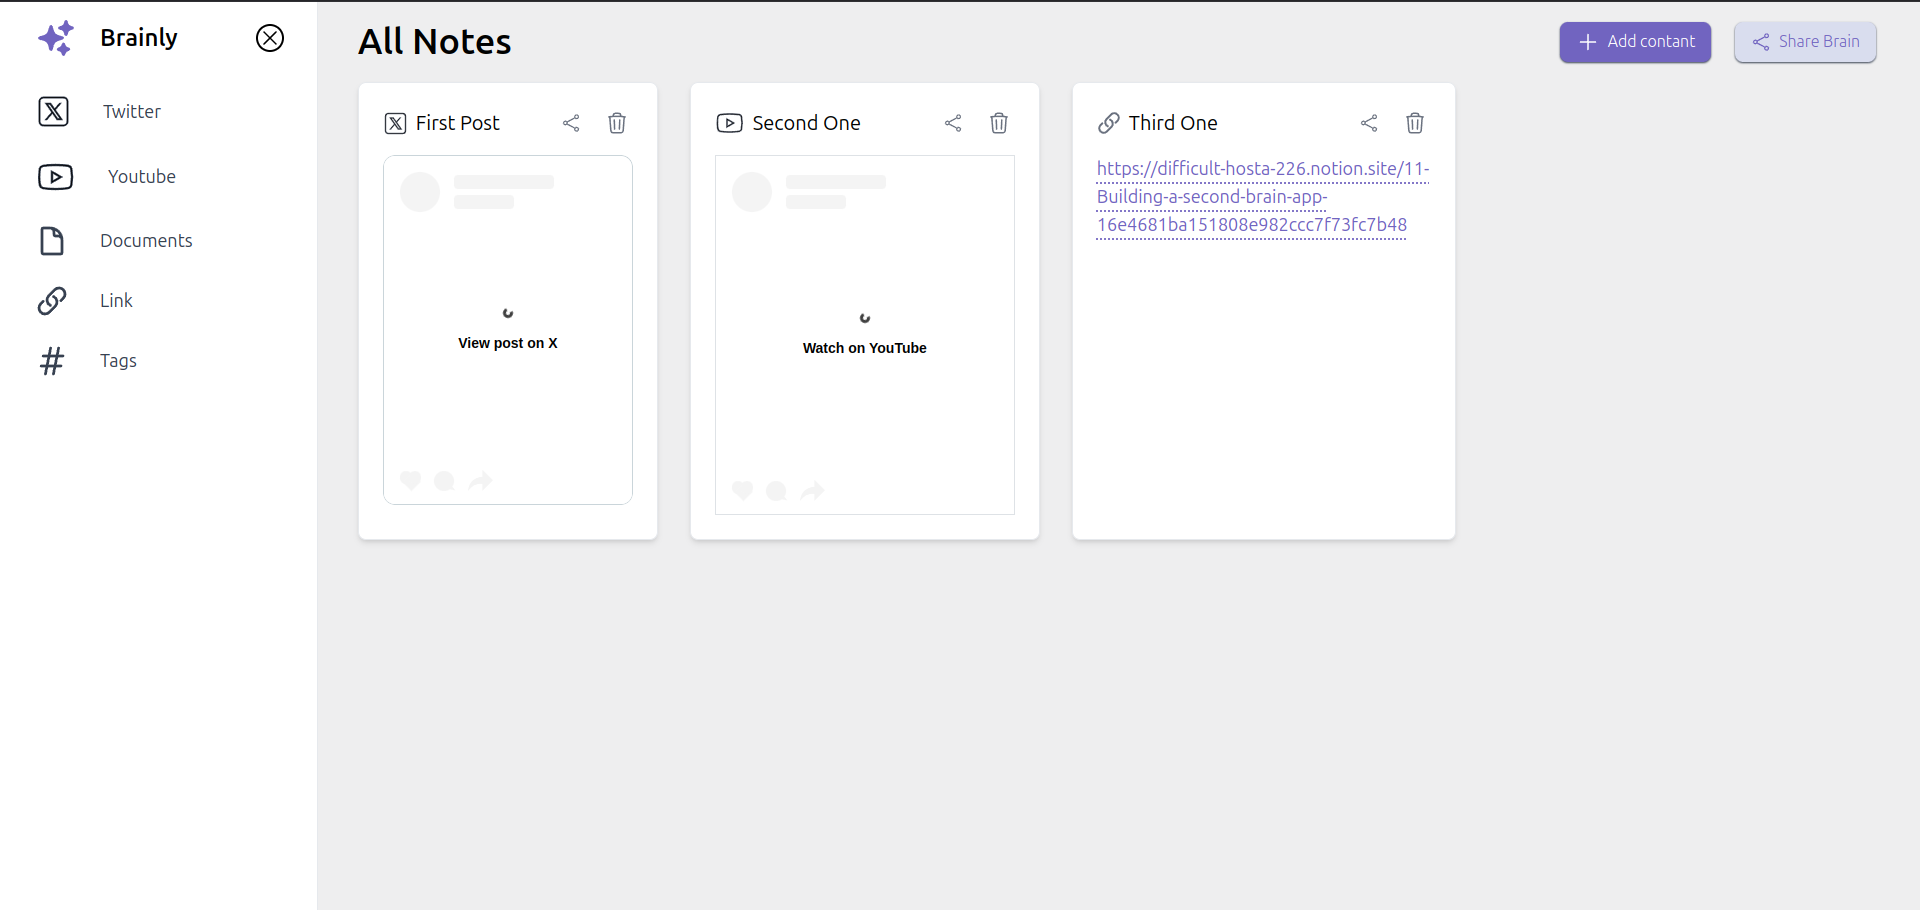 Brainly
Twitter
Youtube
Documents
Link
Tags
All Notes
Add contant
Share Brain
First Post
View post on X
Second One
Watch on YouTube
Third One
https://difficult-hosta-226.notion.site/11-
Building-a-second-brain-app-
16e4681ba151808e982ccc7f73fc7b48